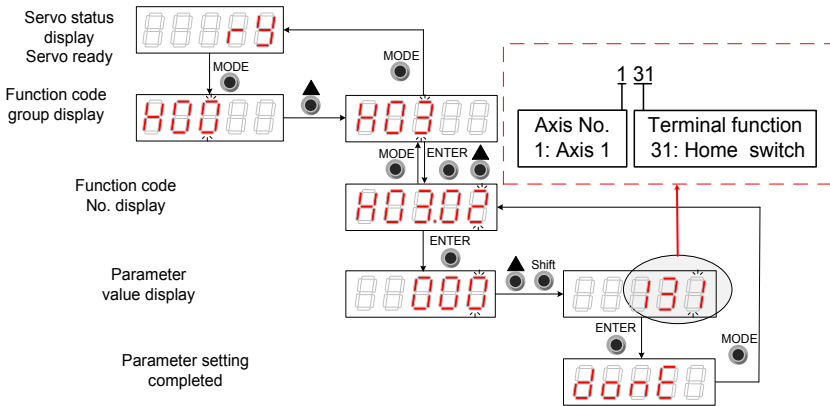 Servo status
display
Servo ready
ry
MODE
MODE
Function code
group display
H00
H03
1 31
Axis No.
1: Axis 1
Terminal function
31: Home switch
MODE
ENTER
Function code
No. display
H03.02
ENTER
Parameter
value display
000
Shift
131
ENTER
MODE
Parameter setting
completed
donE